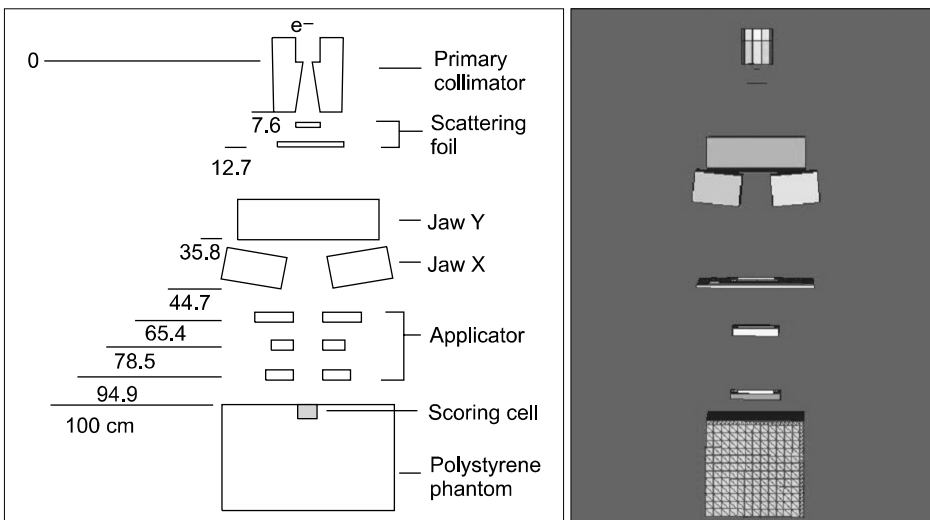 e⁻
0
Primary
collimator
7.6
Scattering
foil
12.7
Jaw Y
35.8
Jaw X
44.7
65.4
Applicator
78.5
94.9
Scoring cell
100 cm
Polystyrene
phantom